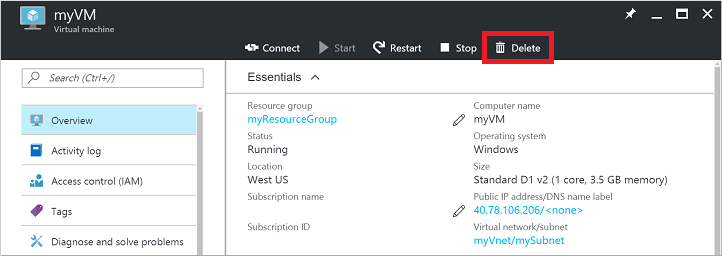 myVM
Virtual machine
Connect Start Restart Stop Delete
Search (Ctrl+/)
Overview
Activity log
Access control (IAM)
Tags
Diagnose and solve problems
Essentials
Resource group
myResourceGroup
Status
Running
Location
West US
Subscription name
Subscription ID
Computer name
myVM
Operating system
Windows
Size
Standard D1 v2 (1 core, 3.5 GB memory)
Public IP address/DNS name label
40.78.106.206/<none>
Virtual network/subnet
myVnet/mySubnet